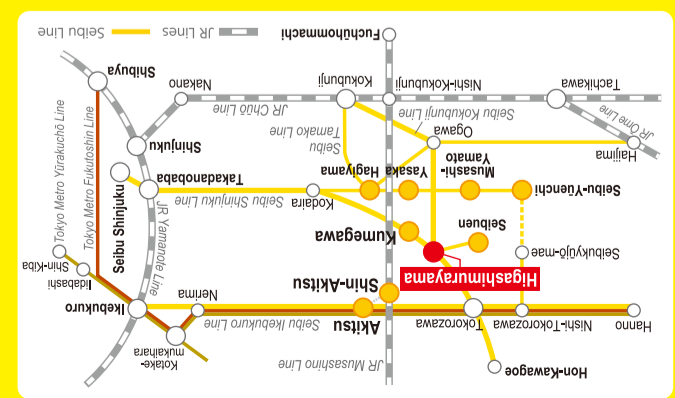 Hon-Kawagoe
JR Musashino Line
Kotake-
mukaihara
Hanno
Nishi-Tokorozawa
Tokorozawa
Akitsu
Seibu Ikebukuro Line
Shin-Akitsu
Nerima
Ikebukuro
Higashimurayama
Iidabashi
Shin-Kiba
Seibukyūjō-mae
Seibuen
Kumegawa
Seibu-Yūenchi
Musashi-
Yamato
Yasaka
Hagiyama
Kodaira
Seibu Shinjuku Line
Takadanobaba
Seibu Shinjuku
JR Yamanote Line
Tokyo Metro Fukutoshin Line
Tokyo Metro Yūrakuchō Line
Haijima
Ogawa
Seibu
Tamako Line
Shinjuku
JR Ōme Line
Seibu Kokubunji Line
JR Chūō Line
Tachikawa
Nishi-Kokubunji
Kokubunji
Nakano
Shibuya
Fuchūhommachi
JR Lines
Seibu Line